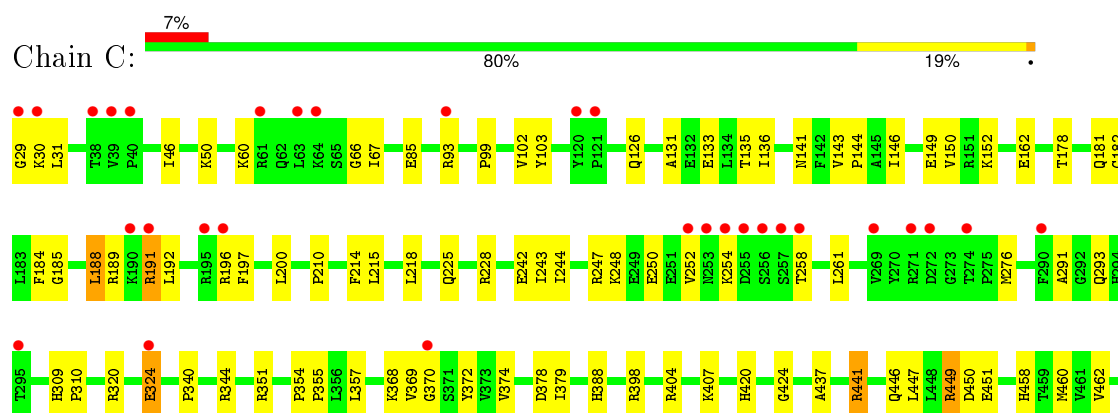 7%
Chain C:
80% 19% •
G29 K30 L31 T38 V39 P40 I46 K50 K60 R61 Q62 L63 K64 S65 G66 I67 E85 R93 P99 V102 Y103 Y120 P121 Q126 A131 E132 E133 L134 T135 I136 N141 F142 V143 P144 A145 I146 E149 V150 R151 K152 E162 T178 Q181
L183 F184 G185 L188 R189 K190 R191 L192 R195 R196 F197 L200 P210 F214 L215 L218 Q225 R228 E242 I243 I244 R247 K248 E249 E250 E251 V252 N253 K254 D255 S256 S257 T258 L261 V269 Y270 R271 D272 G273 T274 P275 M276 F290 A291 G292 Q293
T295 H309 P310 R320 E324 P340 R344 R351 P354 P355 L356 L357 K368 V369 G370 S371 Y372 V373 V374 D378 I379 H388 R398 R404 K407 H420 G424 A437 R441 Q446 L447 L448 R449 D450 E451 H458 T459 M460 V461 V462